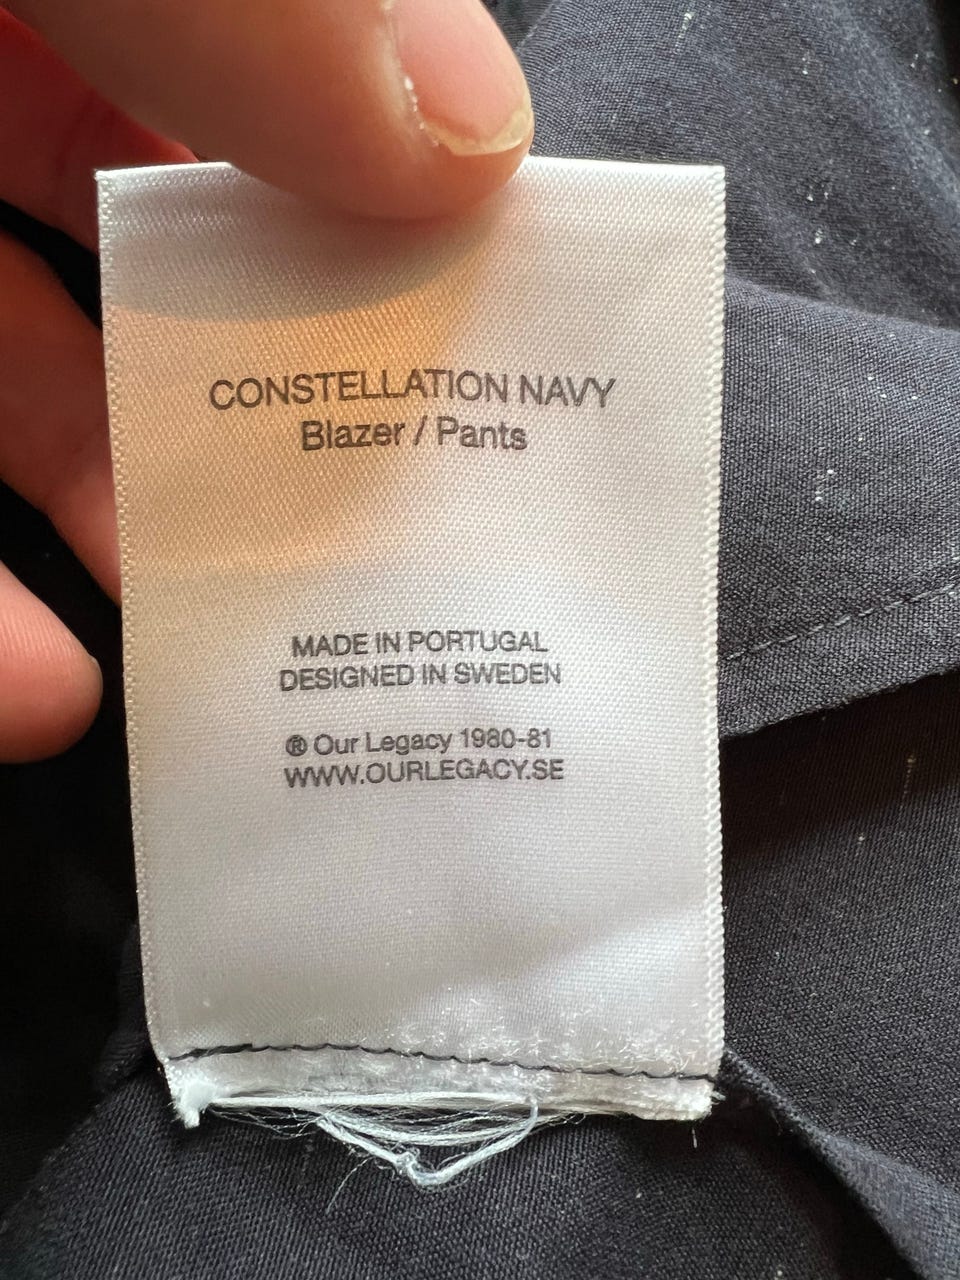 CONSTELLATION NAVY
Blazer / Pants
MADE IN PORTUGAL
DESIGNED IN SWEDEN
® Our Legacy 1980-81
WWW.OURLEGACY.SE